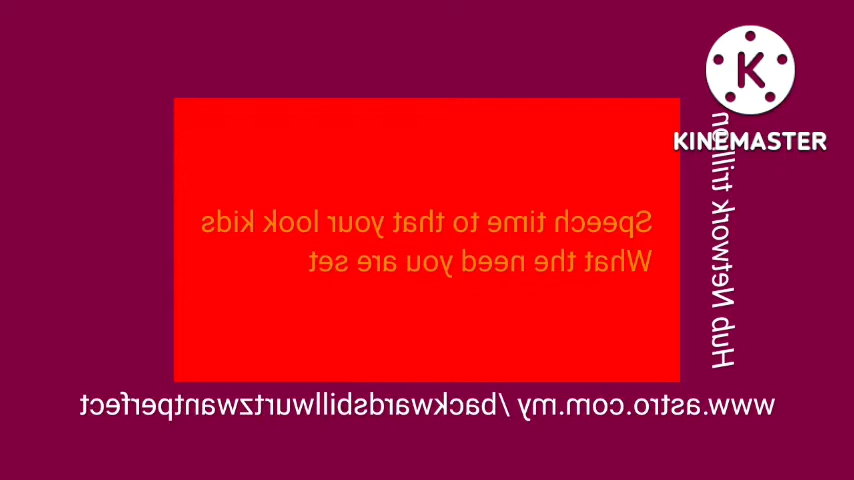 K
KINEMASTER
Speech time to that your look kids
What the need you are set
Hub Network trillion
www.astro.com.my /backwardsbillwurtzwantperfect